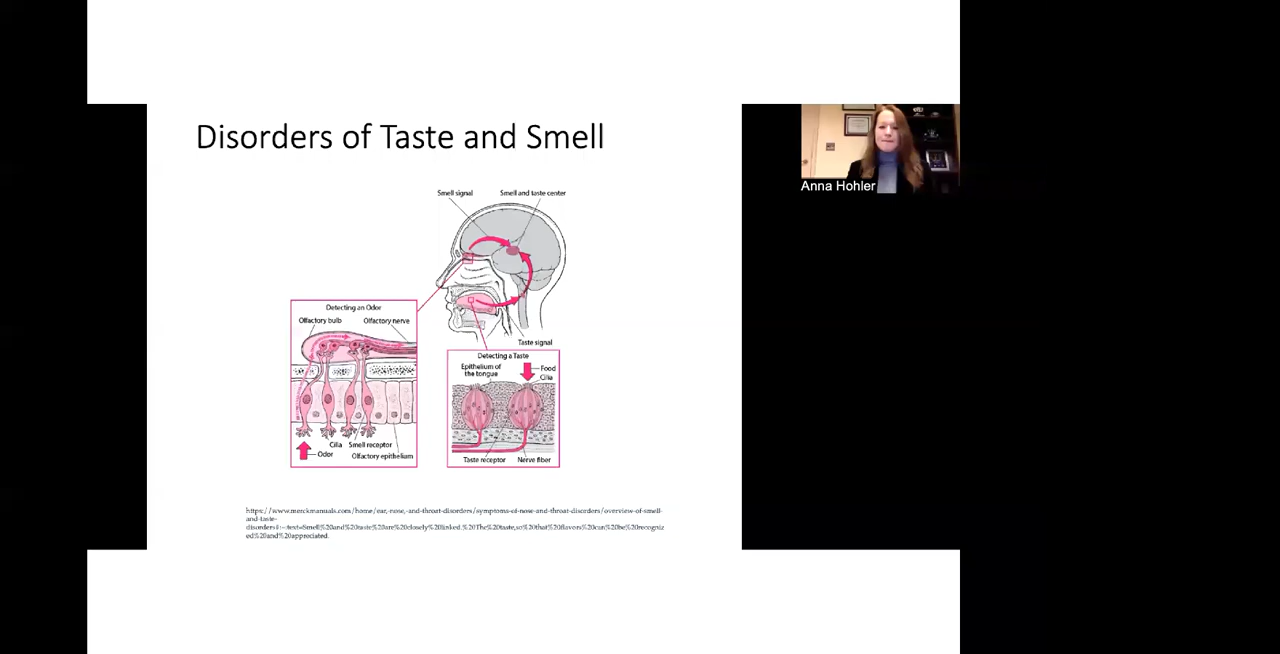 Disorders of Taste and Smell
Smell signal
Smell and taste center
Detecting an Odor
Olfactory bulb
Olfactory nerve
Cilia
Smell receptor
Odor
Olfactory epithelium
Taste signal
Detecting a Taste
Epithelium of
the tongue
Food
Cilia
Taste receptor
Nerve fiber
https://www.merckmanuals.com/home/ear,-nose,-and-throat-disorders/symptoms-of-nose-and-throat-disorders/overview-of-smell-
and-taste-
disorders#:~:text=Smell%20and%20taste%20are%20closely%20linked.%20The%20taste,so%20that%20flavors%20can%20be%20recogniz
ed%20and%20appreciated.
Anna Hohler